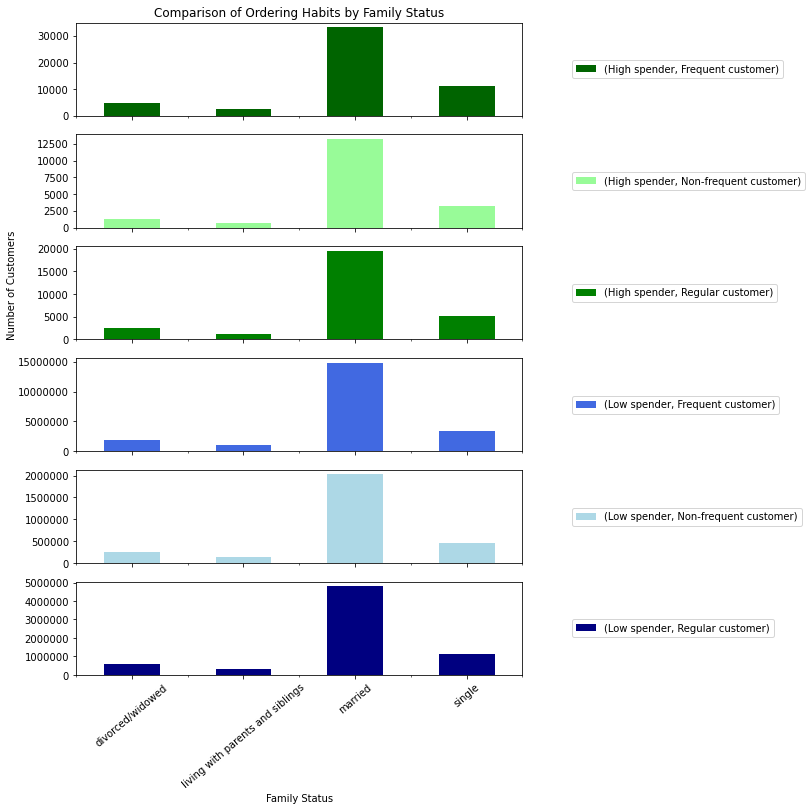 Comparison of Ordering Habits by Family Status
30000
20000
10000
0
(High spender, Frequent customer)
12500
10000
7500
5000
2500
0
(High spender, Non-frequent customer)
Number of Customers
20000
15000
10000
5000
0
(High spender, Regular customer)
15000000
10000000
5000000
0
(Low spender, Frequent customer)
2000000
1500000
1000000
500000
0
(Low spender, Non-frequent customer)
5000000
4000000
3000000
2000000
1000000
0
(Low spender, Regular customer)
divorced/widowed
living with parents and siblings
married
single
Family Status